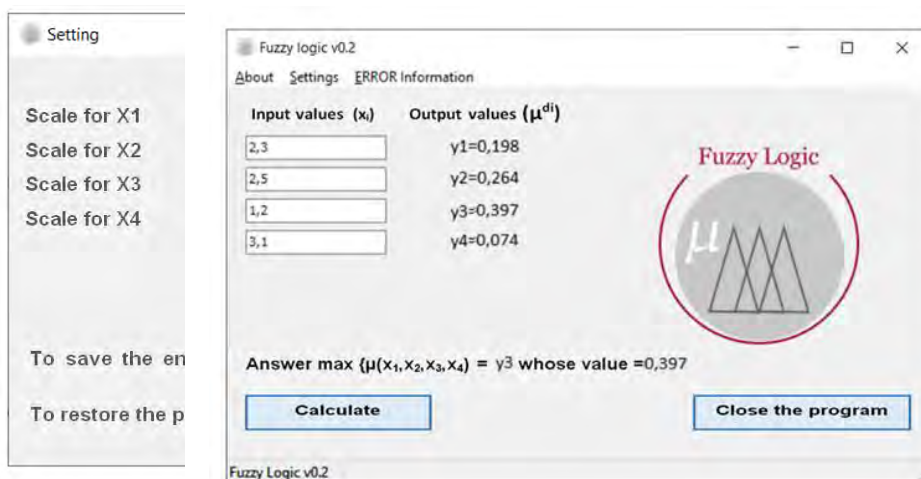 Setting
Scale for X1
Scale for X2
Scale for X3
Scale for X4
To save the en
To restore the p
Fuzzy logic v0.2
About Settings ERROR Information
Input values (xᵢ) Output values (μᵈⁱ)
2,3 y1=0,198
2,5 y2=0,264
1,2 y3=0,397
3,1 y4=0,074
Fuzzy Logic
μ
Answer max {μ(x₁,x₂,x₃,x₄) = y3 whose value =0,397
Calculate Close the program
Fuzzy Logic v0.2